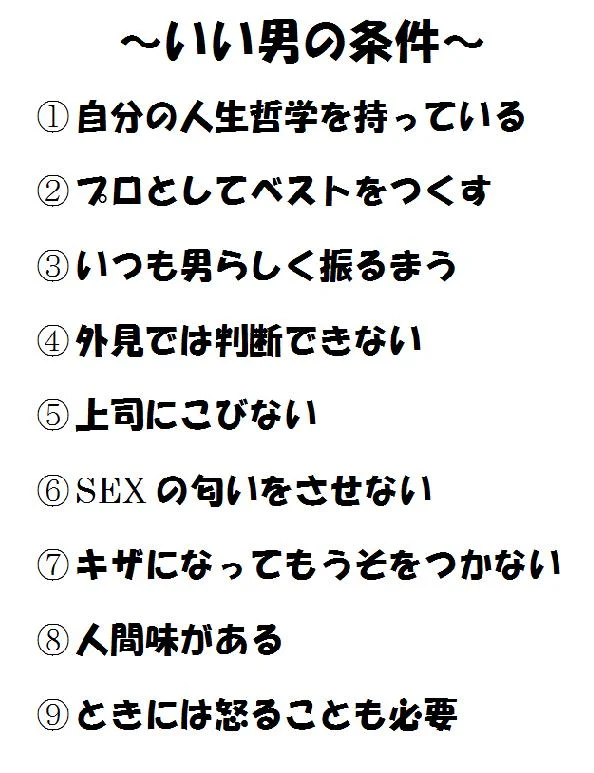 ～いい男の条件～
①自分の人生哲学を持っている
②プロとしてベストをつくす
③いつも男らしく振るまう
④外見では判断できない
⑤上司にこびない
⑥SEXの匂いをさせない
⑦キザになってもうそをつかない
⑧人間味がある
⑨ときには怒ることも必要